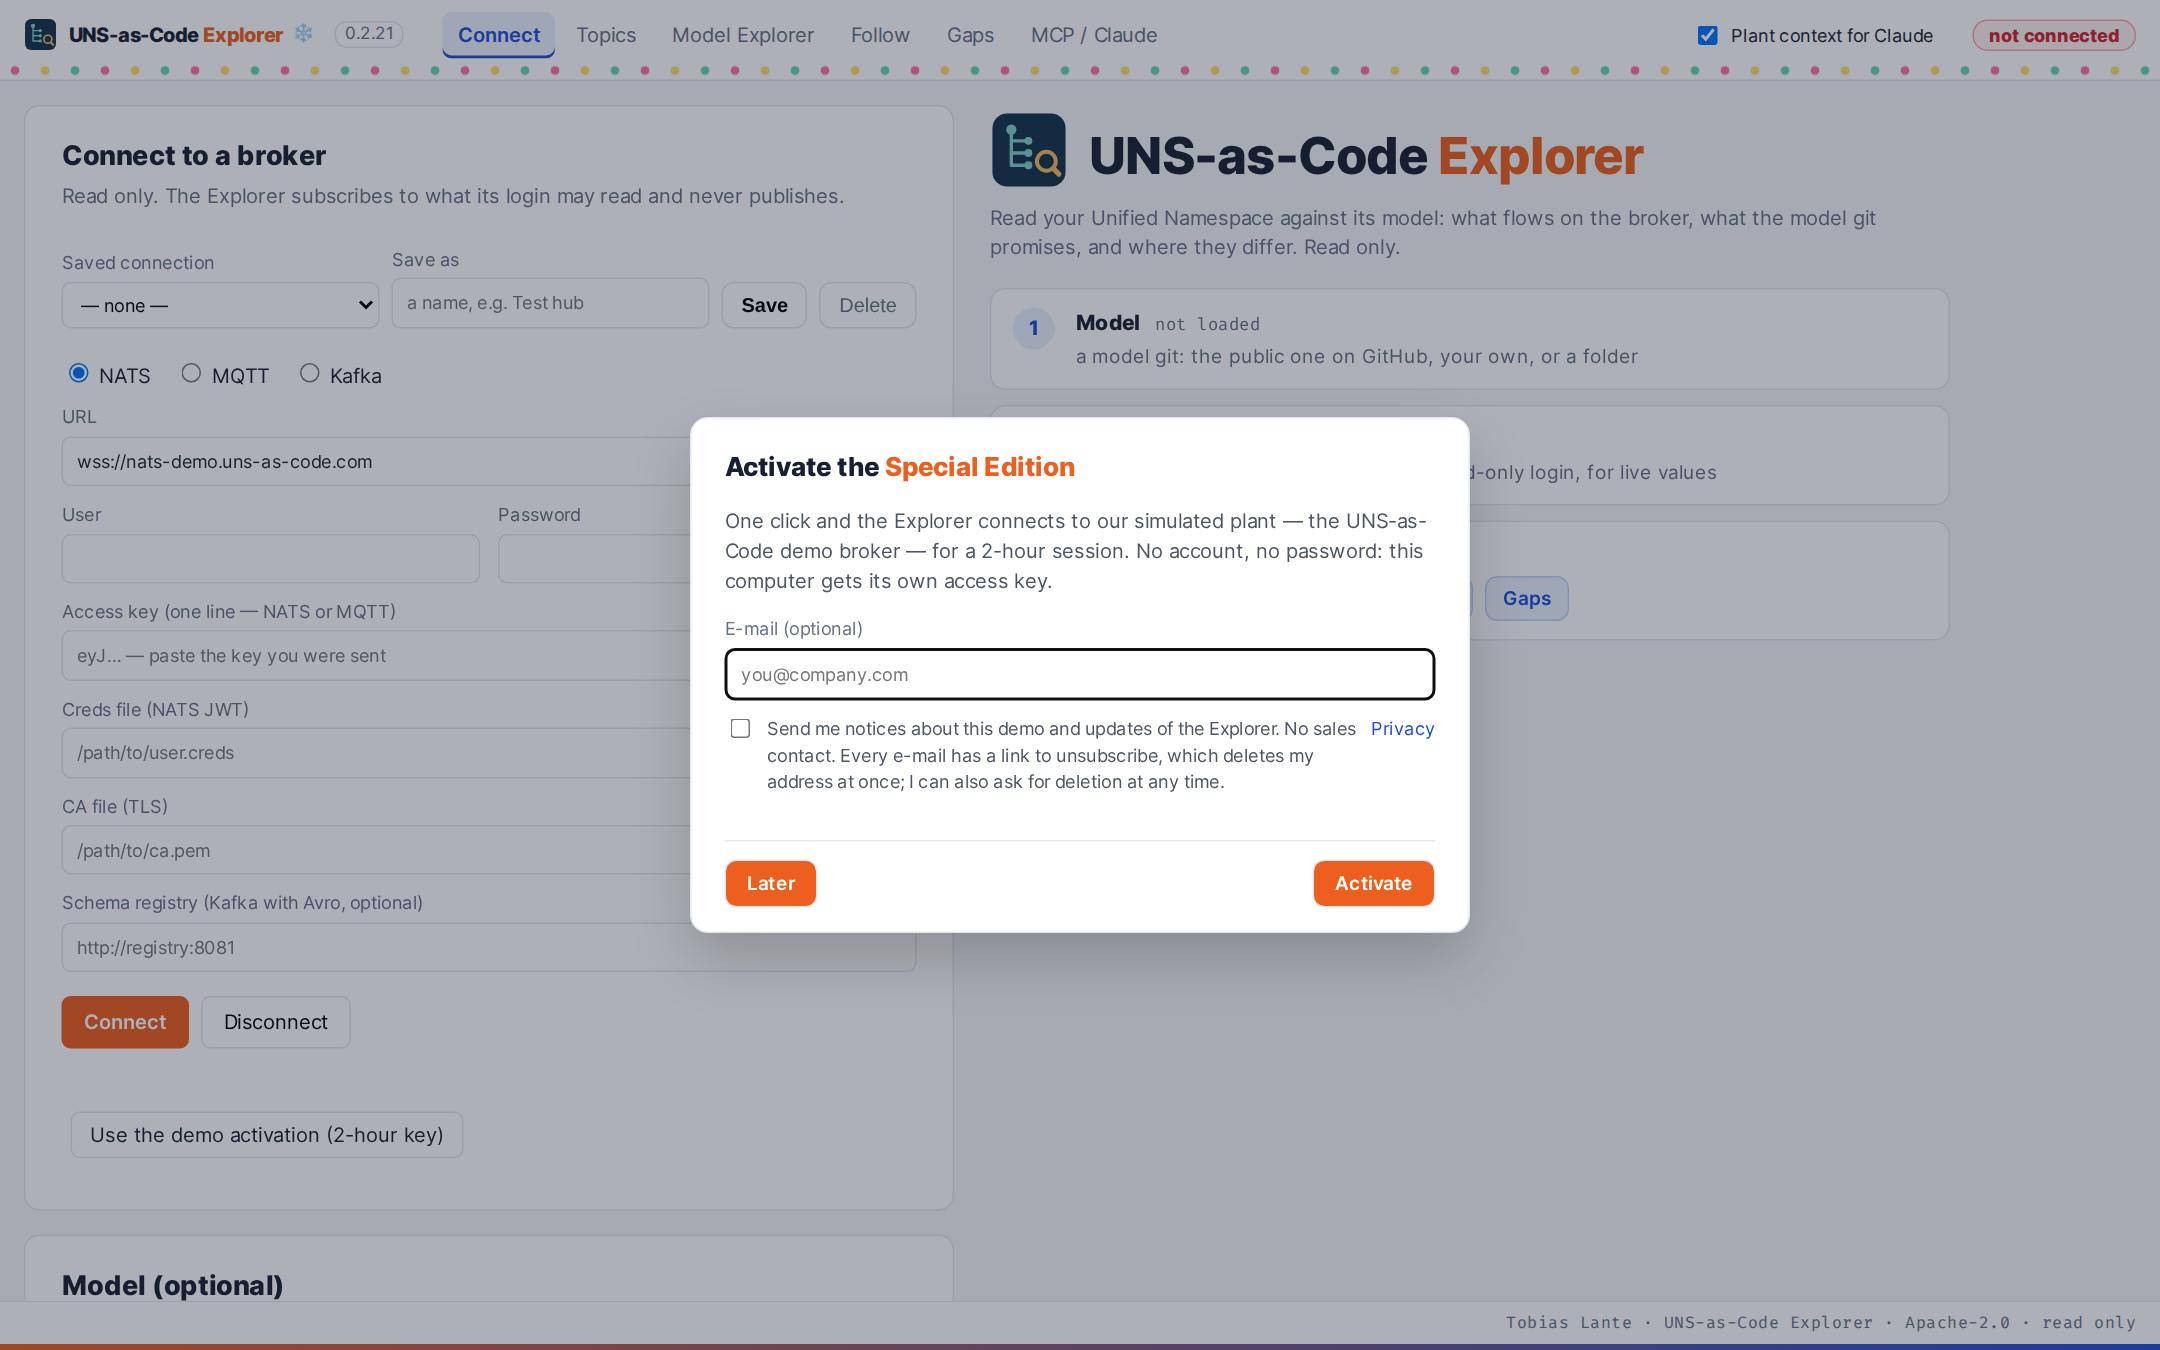 UNS-as-Code Explorer 0.2.21 Connect Topics Model Explorer Follow Gaps MCP / Claude Plant context for Claude not connected
Connect to a broker
Read only. The Explorer subscribes to what its login may read and never publishes.
Saved connection
Save as
— none —
a name, e.g. Test hub
Save
Delete
NATS MQTT Kafka
URL
wss://nats-demo.uns-as-code.com
User
Password
Access key (one line — NATS or MQTT)
eyJ... — paste the key you were sent
Creds file (NATS JWT)
/path/to/user.creds
CA file (TLS)
/path/to/ca.pem
Schema registry (Kafka with Avro, optional)
http://registry:8081
Connect
Disconnect
Use the demo activation (2-hour key)
Model (optional)
UNS-as-Code Explorer
Read your Unified Namespace against its model: what flows on the broker, what the model git
promises, and where they differ. Read only.
1
Model not loaded
a model git: the public one on GitHub, your own, or a folder
d-only login, for live values
Gaps
Activate the Special Edition
One click and the Explorer connects to our simulated plant — the UNS-as-
Code demo broker — for a 2-hour session. No account, no password: this
computer gets its own access key.
E-mail (optional)
you@company.com
Send me notices about this demo and updates of the Explorer. No sales Privacy
contact. Every e-mail has a link to unsubscribe, which deletes my
address at once; I can also ask for deletion at any time.
Later
Activate
Tobias Lante · UNS-as-Code Explorer · Apache-2.0 · read only